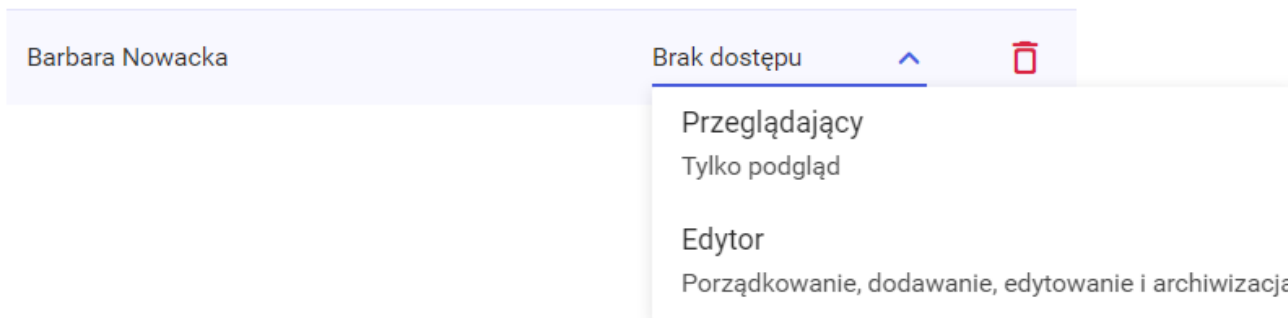 Barbara Nowacka Brak dostępu
Przeglądający
Tylko podgląd
Edytor
Porządkowanie, dodawanie, edytowanie i archiwizacja